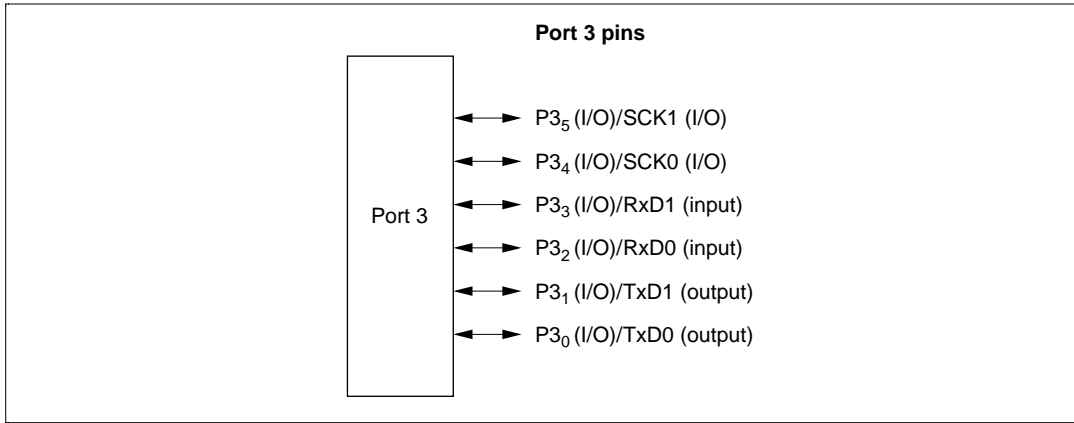 Port 3 pins
P3₅ (I/O)/SCK1 (I/O)
P3₄ (I/O)/SCK0 (I/O)
Port 3
P3₃ (I/O)/RxD1 (input)
P3₂ (I/O)/RxD0 (input)
P3₁ (I/O)/TxD1 (output)
P3₀ (I/O)/TxD0 (output)